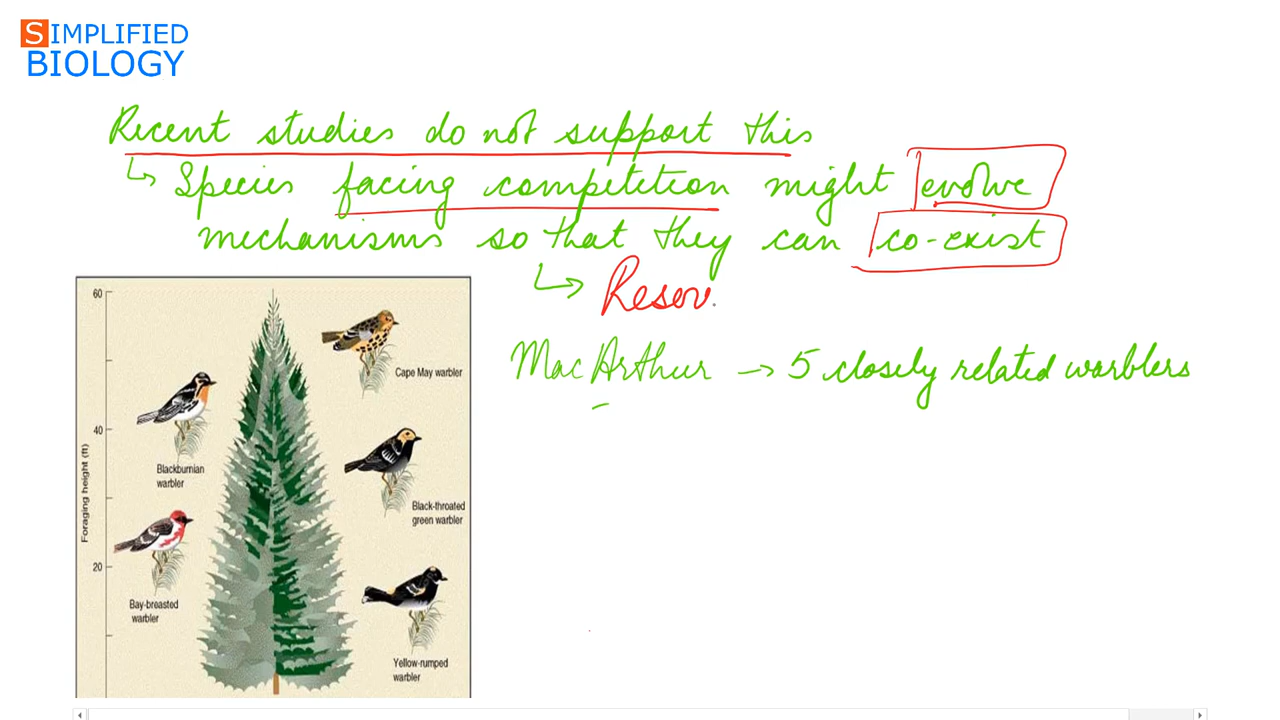 SIMPLIFIED
BIOLOGY
Recent studies do not support this
↳ Species facing competition might evolve
mechanisms so that they can co-exist
↳ Resour
MacArthur → 5 closely related warblers
60
Cape May warbler
40
Blackburnian
warbler
Black-throated
green warbler
Foraging height (ft)
20
Bay-breasted
warbler
Yellow-rumped
warbler